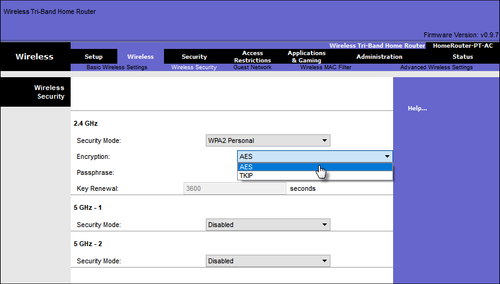 Wireless Tri-Band Home Router
Firmware Version: v0.9.7
Wireless Tri-Band Home Router HomeRouter-PT-AC
Wireless
Setup Wireless Security Access Restrictions Applications & Gaming Administration Status
Basic Wireless Settings Wireless Security Guest Network Wireless MAC Filter Advanced Wireless Settings
Wireless
Security
Help...
2.4 GHz
Security Mode: WPA2 Personal
Encryption: AES
AES
Passphrase:
TKIP
Key Renewal: 3600 seconds
5 GHz - 1
Security Mode: Disabled
5 GHz - 2
Security Mode: Disabled